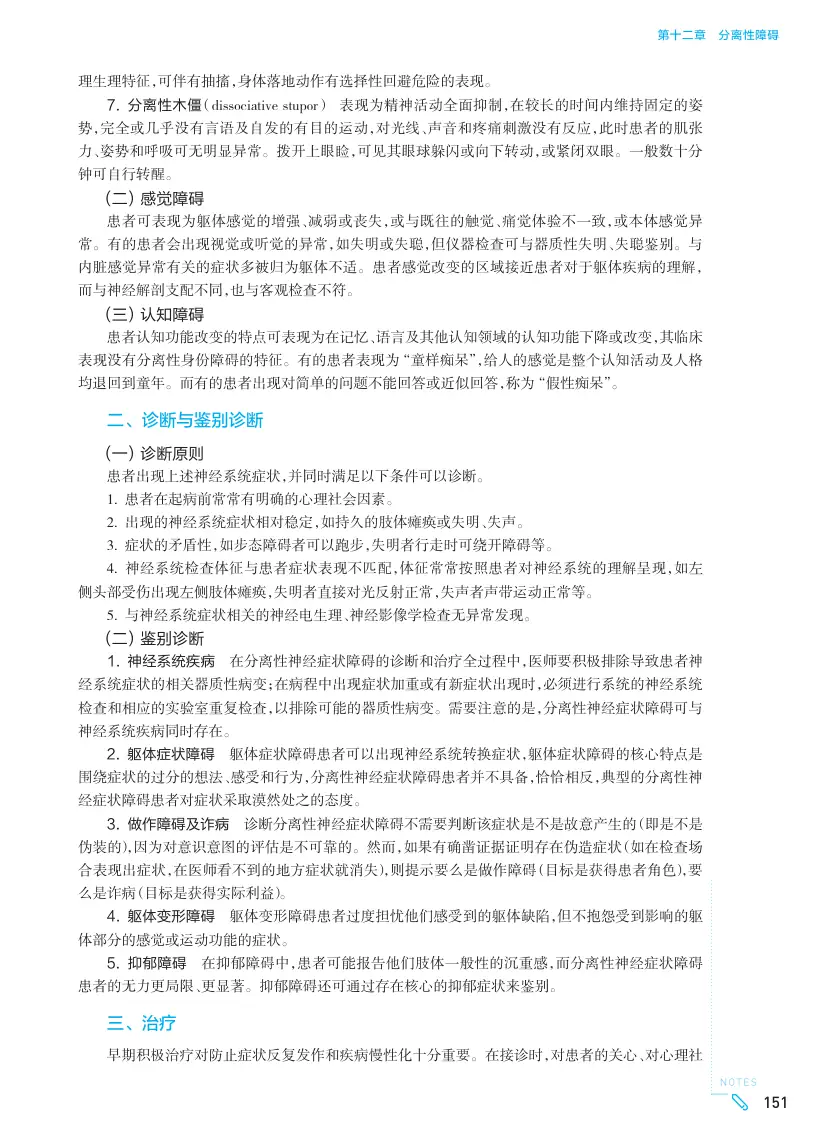 第十二章 分离性障碍
理生理特征,可伴有抽搐,身体落地动作有选择性回避危险的表现。
7. 分离性木僵(dissociative stupor) 表现为精神活动全面抑制,在较长的时间内维持固定的姿
势,完全或几乎没有言语及自发的有目的运动,对光线、声音和疼痛刺激没有反应,此时患者的肌张
力、姿势和呼吸可无明显异常。拨开上眼睑,可见其眼球躲闪或向下转动,或紧闭双眼。一般数十分
钟可自行转醒。
(二) 感觉障碍
患者可表现为躯体感觉的增强、减弱或丧失,或与既往的触觉、痛觉体验不一致,或本体感觉异
常。有的患者会出现视觉或听觉的异常,如失明或失聪,但仪器检查可与器质性失明、失聪鉴别。与
内脏感觉异常有关的症状多被归为躯体不适。患者感觉改变的区域接近患者对于躯体疾病的理解,
而与神经解剖支配不同,也与客观检查不符。
(三) 认知障碍
患者认知功能改变的特点可表现为在记忆、语言及其他认知领域的认知功能下降或改变,其临床
表现没有分离性身份障碍的特征。有的患者表现为“童样痴呆”,给人的感觉是整个认知活动及人格
均退回到童年。而有的患者出现对简单的问题不能回答或近似回答,称为“假性痴呆”。
二、诊断与鉴别诊断
(一) 诊断原则
患者出现上述神经系统症状,并同时满足以下条件可以诊断。
1. 患者在起病前常常有明确的心理社会因素。
2. 出现的神经系统症状相对稳定,如持久的肢体瘫痪或失明、失声。
3. 症状的矛盾性,如步态障碍者可以跑步,失明者行走时可绕开障碍等。
4. 神经系统检查体征与患者症状表现不匹配,体征常常按照患者对神经系统的理解呈现,如左
侧头部受伤出现左侧肢体瘫痪,失明者直接对光反射正常,失声者声带运动正常等。
5. 与神经系统症状相关的神经电生理、神经影像学检查无异常发现。
(二) 鉴别诊断
1. 神经系统疾病 在分离性神经症状障碍的诊断和治疗全过程中,医师要积极排除导致患者神
经系统症状的相关器质性病变;在病程中出现症状加重或有新症状出现时,必须进行系统的神经系统
检查和相应的实验室重复检查,以排除可能的器质性病变。需要注意的是,分离性神经症状障碍可与
神经系统疾病同时存在。
2. 躯体症状障碍 躯体症状障碍患者可以出现神经系统转换症状,躯体症状障碍的核心特点是
围绕症状的过分的想法、感受和行为,分离性神经症状障碍患者并不具备,恰恰相反,典型的分离性神
经症状障碍患者对症状采取漠然处之的态度。
3. 做作障碍及诈病 诊断分离性神经症状障碍不需要判断该症状是不是故意产生的(即是不是
伪装的),因为对意识意图的评估是不可靠的。然而,如果有确凿证据证明存在伪造症状(如在检查场
合表现出症状,在医师看不到的地方症状就消失),则提示要么是做作障碍(目标是获得患者角色),要
么是诈病(目标是获得实际利益)。
4. 躯体变形障碍 躯体变形障碍患者过度担忧他们感受到的躯体缺陷,但不抱怨受到影响的躯
体部分的感觉或运动功能的症状。
5. 抑郁障碍 在抑郁障碍中,患者可能报告他们肢体一般性的沉重感,而分离性神经症状障碍
患者的无力更局限、更显著。抑郁障碍还可通过存在核心的抑郁症状来鉴别。
三、治疗
早期积极治疗对防止症状反复发作和疾病慢性化十分重要。在接诊时,对患者的关心、对心理社
NOTES
151